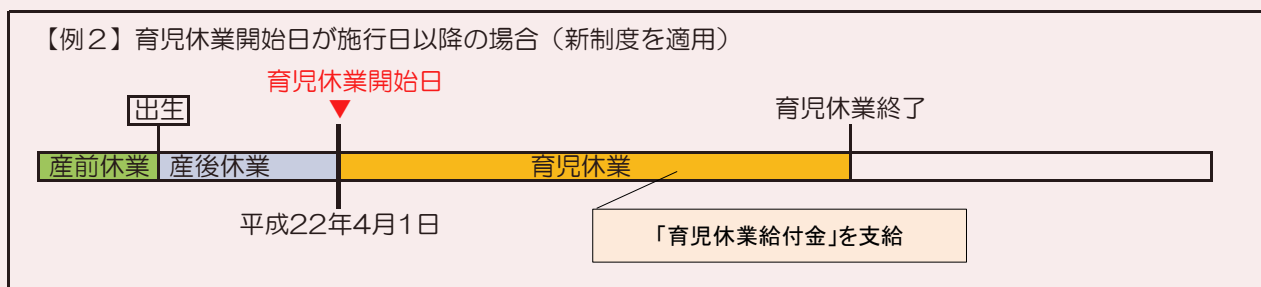 【例２】育児休業開始日が施行日以降の場合（新制度を適用）
育児休業開始日
出生
育児休業終了
産前休業
産後休業
育児休業
平成22年4月1日
「育児休業給付金」を支給